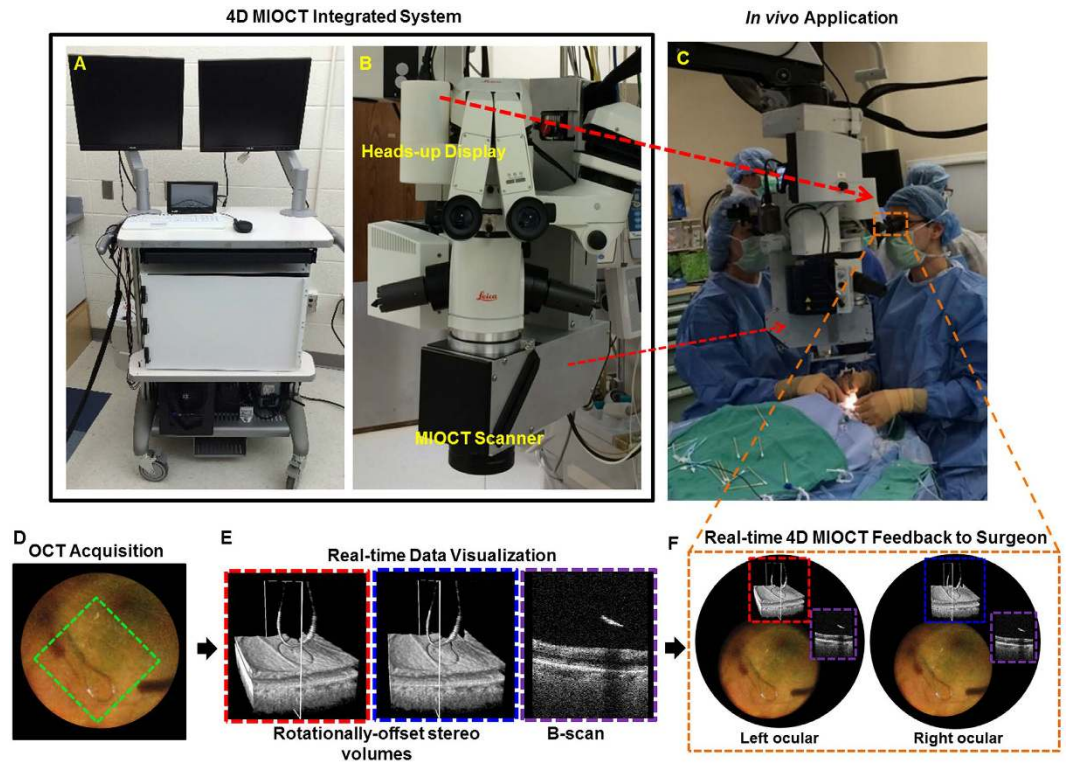 4D MIOCT Integrated System
In vivo Application
A
B
C
Heads-up Display
Leica
MIOCT Scanner
D
OCT Acquisition
E
Real-time Data Visualization
Rotationally-offset stereo
volumes
B-scan
F
Real-time 4D MIOCT Feedback to Surgeon
Left ocular
Right ocular